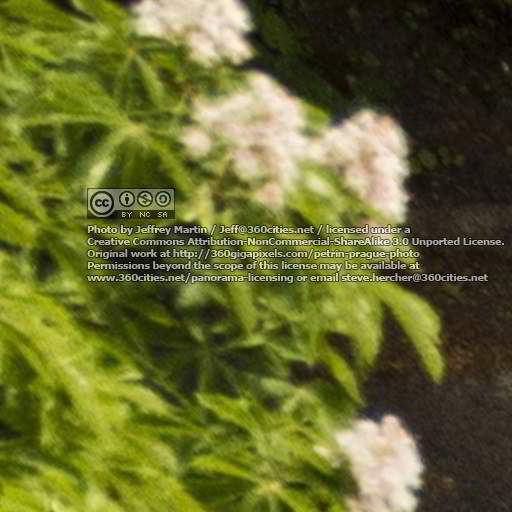 cc BY NC SA
Photo by Jeffrey Martin / Jeff@360cities.net / licensed under a
Creative Commons Attribution-NonCommercial-ShareAlike 3.0 Unported License.
Original work at http://360gigapixels.com/petrin-prague-photo
Permissions beyond the scope of this license may be available at
www.360cities.net/panorama-licensing or email steve.hercher@360cities.net